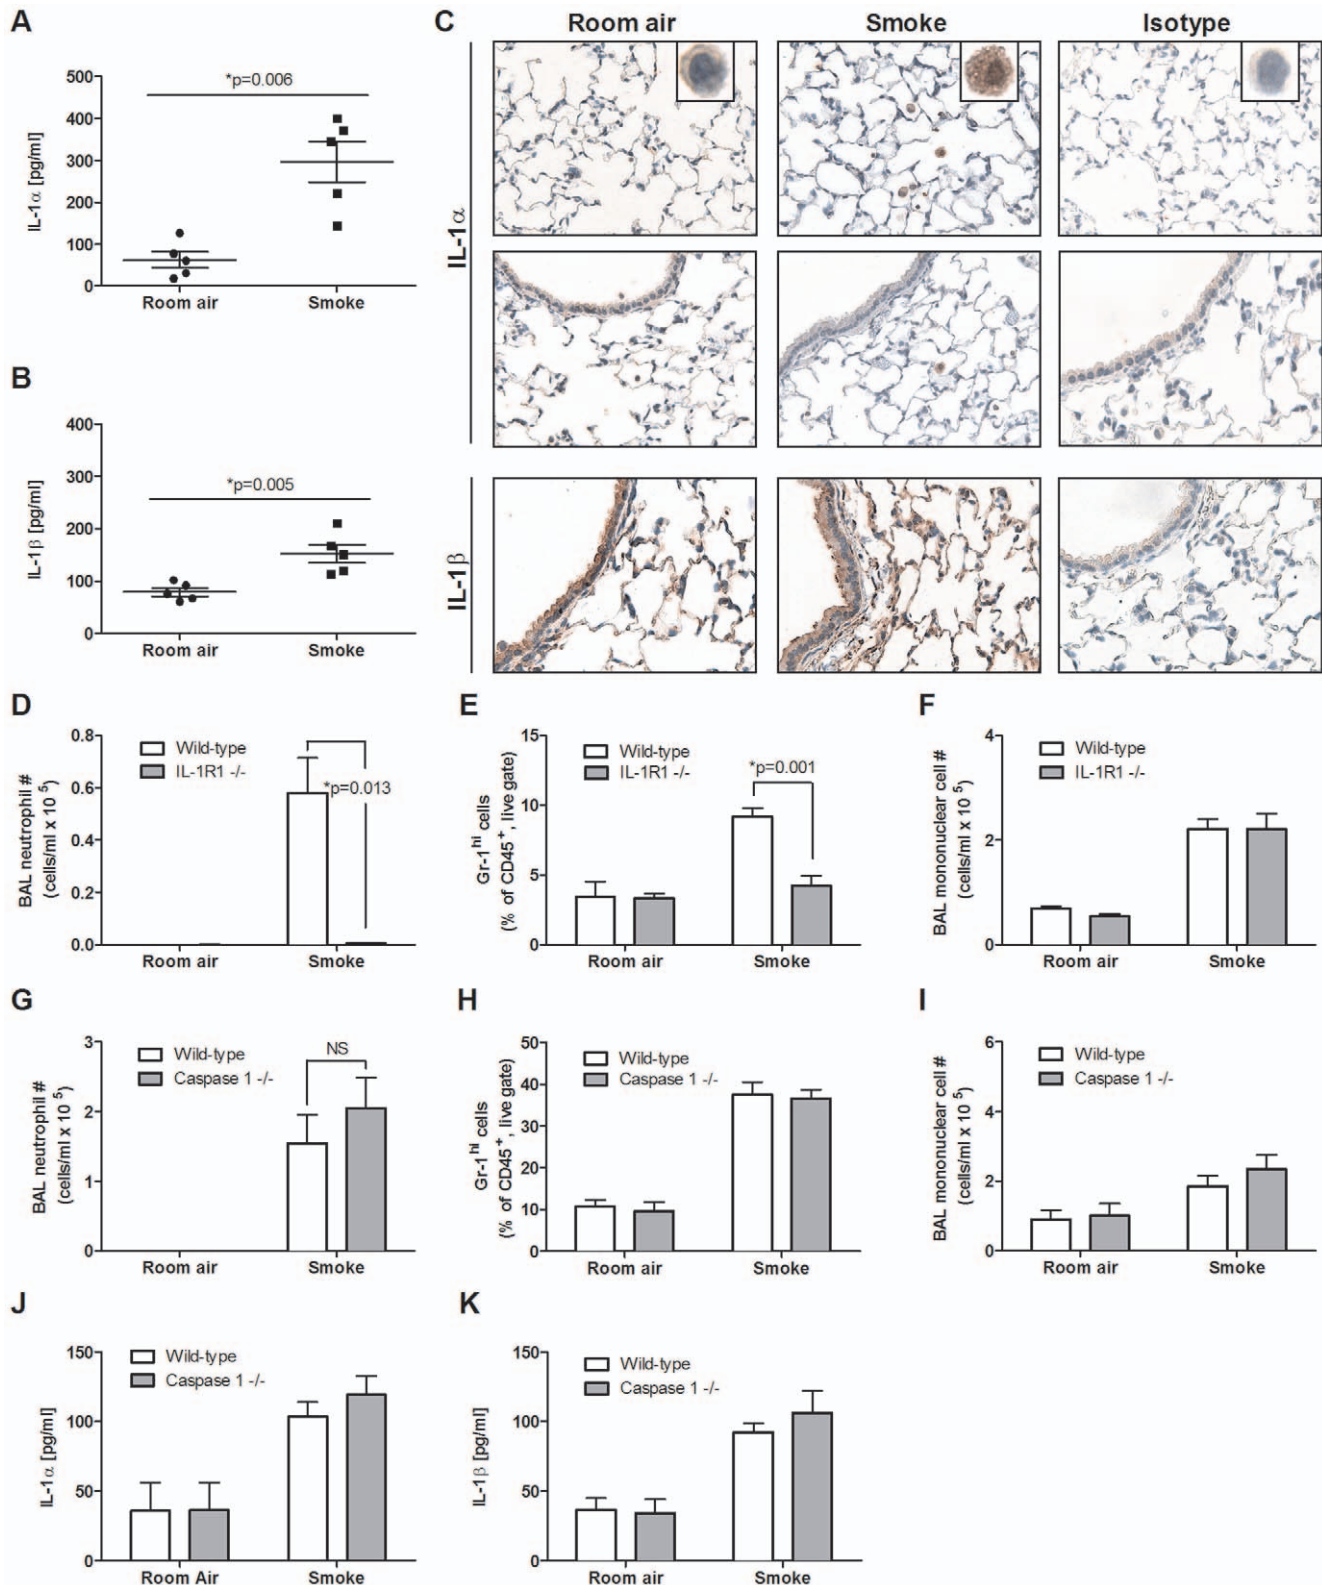 A
*p=0.006
500
400
300
200
100
0
IL-1α [pg/ml]
Room air
Smoke
B
*p=0.005
400
300
200
100
0
IL-1β [pg/ml]
Room air
Smoke
C
Room air
Smoke
Isotype
IL-1α
IL-1β
D
Wild-type
IL-1R1 -/-
*p=0.013
0.8
0.6
0.4
0.2
0.0
BAL neutrophil #
(cells/ml x 10 5)
Room air
Smoke
E
Wild-type
IL-1R1 -/-
*p=0.001
15
10
5
0
Gr-1hi cells
(% of CD45+, live gate)
Room air
Smoke
F
Wild-type
IL-1R1 -/-
4
2
0
BAL mononuclear cell #
(cells/ml x 10 5)
Room air
Smoke
G
Wild-type
Caspase 1 -/-
NS
3
2
1
0
BAL neutrophil #
(cells/ml x 10 5)
Room air
Smoke
H
Wild-type
Caspase 1 -/-
50
40
30
20
10
0
Gr-1hi cells
(% of CD45+, live gate)
Room air
Smoke
I
Wild-type
Caspase 1 -/-
6
4
2
0
BAL mononuclear cell #
(cells/ml x 10 5)
Room air
Smoke
J
Wild-type
Caspase 1 -/-
150
100
50
0
IL-1α [pg/ml]
Room Air
Smoke
K
Wild-type
Caspase 1 -/-
150
100
50
0
IL-1β [pg/ml]
Room air
Smoke